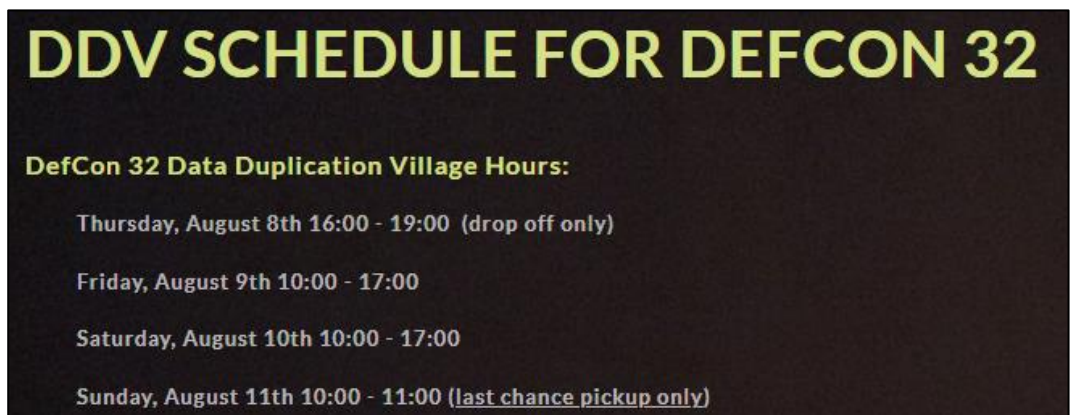 DDV SCHEDULE FOR DEFCON 32
DefCon 32 Data Duplication Village Hours:
Thursday, August 8th 16:00 - 19:00 (drop off only)
Friday, August 9th 10:00 - 17:00
Saturday, August 10th 10:00 - 17:00
Sunday, August 11th 10:00 - 11:00 (last chance pickup only)